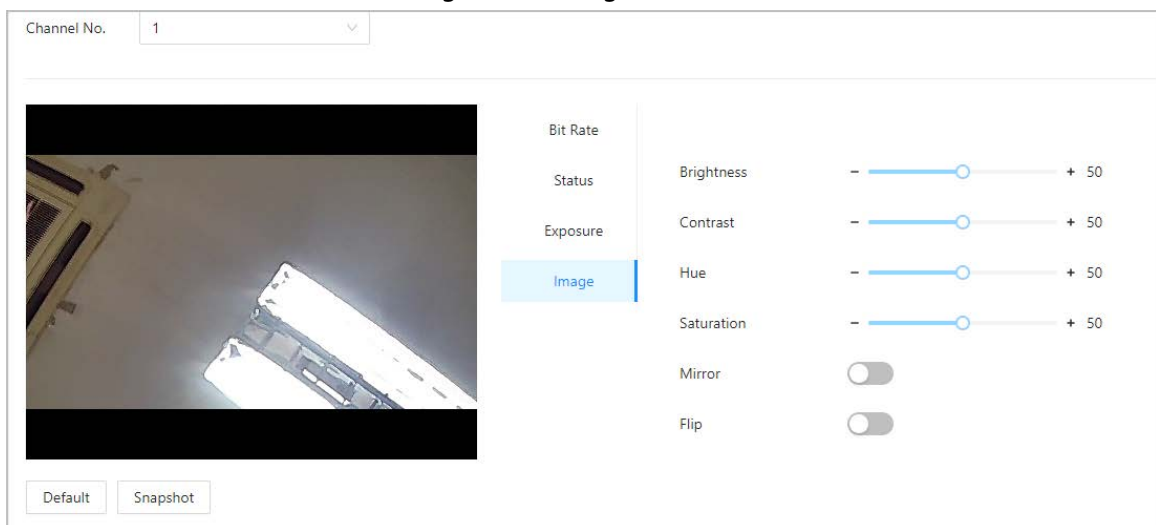 Channel No. 1
Bit Rate
Status
Exposure
Image
Brightness - + 50
Contrast - + 50
Hue - + 50
Saturation - + 50
Mirror
Flip
Default Snapshot